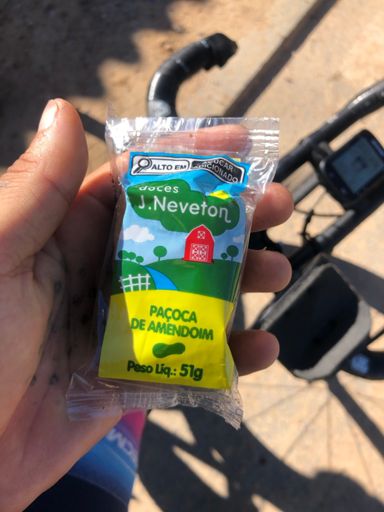 ALTO EM
AÇÚCAR ADICIONADO
doces
J. Neveton
PAÇOCA
DE AMENDOIM
Peso Líq.: 51g